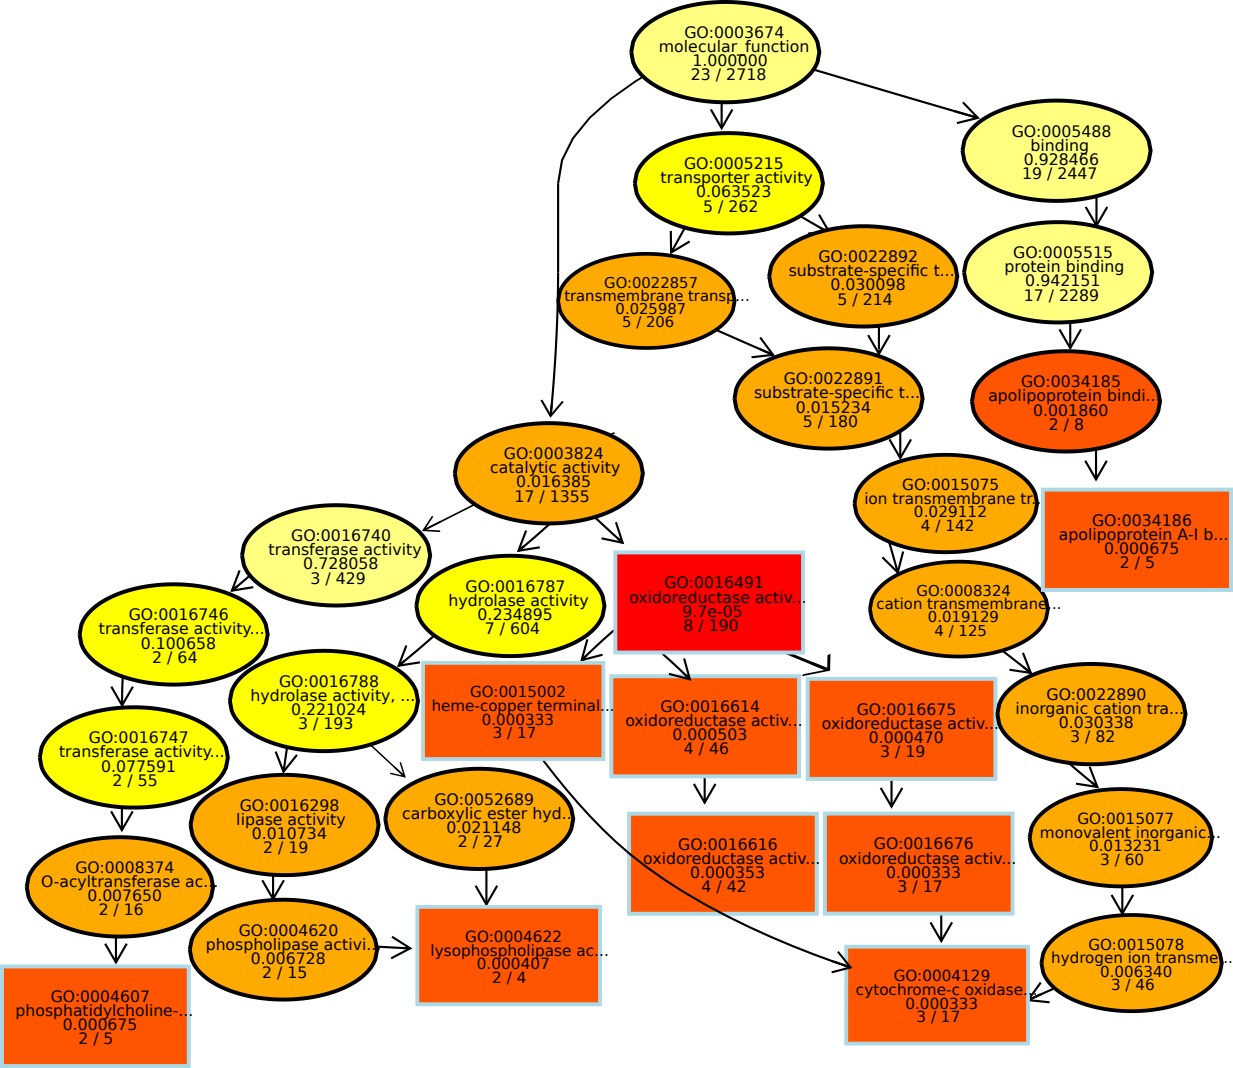 GO:0003674
molecular_function
1.000000
23 / 2718
GO:0005488
binding
0.928466
19 / 2447
GO:0005215
transporter activity
0.063523
5 / 262
GO:0022892
substrate-specific t...
0.030098
5 / 214
GO:0005515
protein binding
0.942151
17 / 2289
GO:0022857
transmembrane transp...
0.025987
5 / 206
GO:0022891
substrate-specific t...
0.015234
5 / 180
GO:0034185
apolipoprotein bindi...
0.001860
2 / 8
GO:0003824
catalytic activity
0.016385
17 / 1355
GO:0015075
ion transmembrane tr...
0.029112
4 / 142
GO:0034186
apolipoprotein A-I b...
0.000675
2 / 5
GO:0016740
transferase activity
0.728058
3 / 429
GO:0016787
hydrolase activity
0.234895
7 / 604
GO:0016491
oxidoreductase activ...
9.7e-05
8 / 190
GO:0008324
cation transmembrane...
0.019129
4 / 125
GO:0016746
transferase activity...
0.100658
2 / 64
GO:0016788
hydrolase activity, ...
0.221024
3 / 193
GO:0015002
heme-copper terminal...
0.000333
3 / 17
GO:0016614
oxidoreductase activ...
0.000503
4 / 46
GO:0016675
oxidoreductase activ...
0.000470
3 / 19
GO:0022890
inorganic cation tra...
0.030338
3 / 82
GO:0016747
transferase activity...
0.077591
2 / 55
GO:0016298
lipase activity
0.010734
2 / 19
GO:0052689
carboxylic ester hyd...
0.021148
2 / 27
GO:0016616
oxidoreductase activ...
0.000353
4 / 42
GO:0016676
oxidoreductase activ...
0.000333
3 / 17
GO:0015077
monovalent inorganic...
0.013231
3 / 60
GO:0008374
O-acyltransferase ac...
0.007650
2 / 16
GO:0004620
phospholipase activi...
0.006728
2 / 15
GO:0004622
lysophospholipase ac...
0.000407
2 / 4
GO:0015078
hydrogen ion transme...
0.006340
3 / 46
GO:0004129
cytochrome-c oxidase...
0.000333
3 / 17
GO:0004607
phosphatidylcholine-...
0.000675
2 / 5